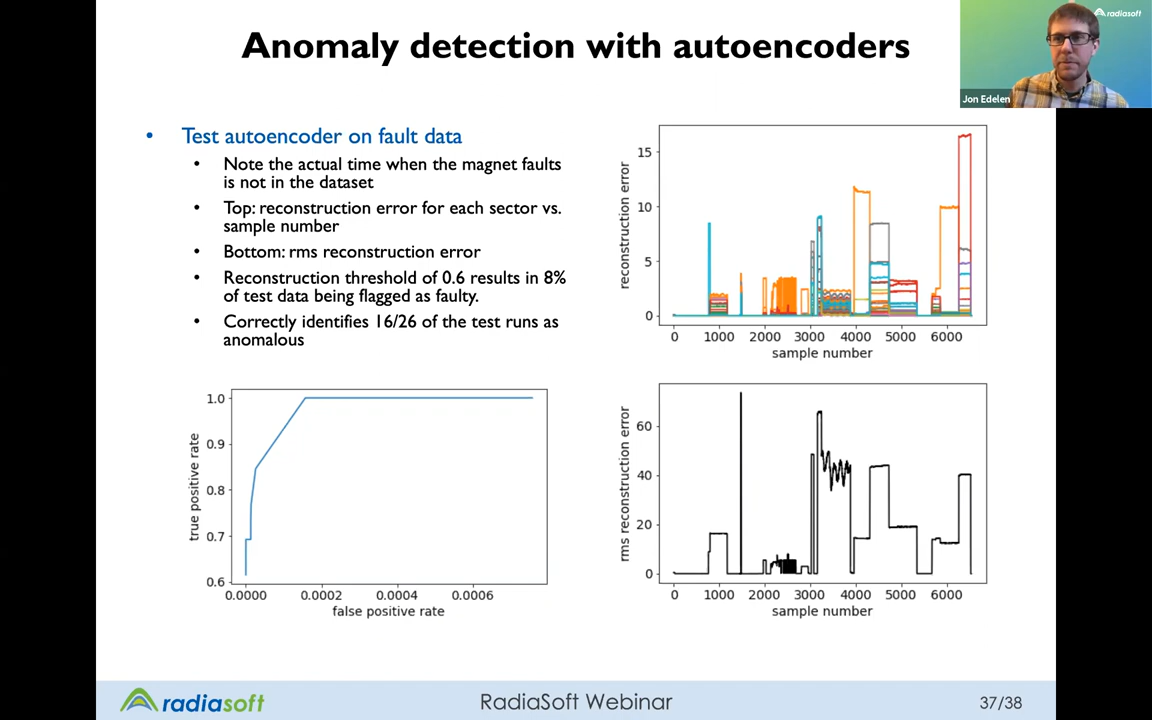 Anomaly detection with autoencoders
radiasoft
Jon Edelen
• Test autoencoder on fault data
• Note the actual time when the magnet faults
is not in the dataset
• Top: reconstruction error for each sector vs.
sample number
• Bottom: rms reconstruction error
• Reconstruction threshold of 0.6 results in 8%
of test data being flagged as faulty.
• Correctly identifies 16/26 of the test runs as
anomalous
reconstruction error
15
10
5
0
0 1000 2000 3000 4000 5000 6000
sample number
true positive rate
1.0
0.9
0.8
0.7
0.6
0.0000 0.0002 0.0004 0.0006
false positive rate
rms reconstruction error
60
40
20
0
0 1000 2000 3000 4000 5000 6000
sample number
radiasoft
RadiaSoft Webinar
37/38